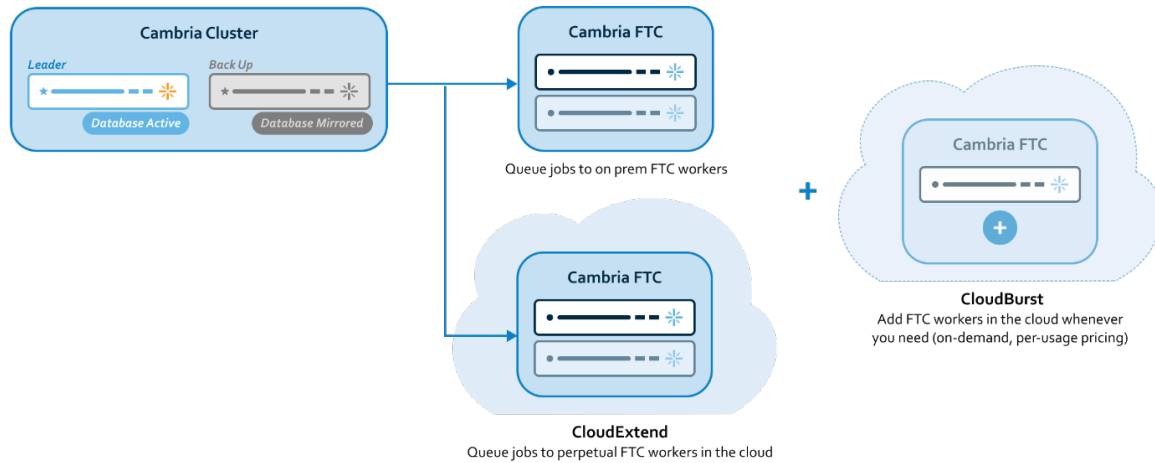 Cambria Cluster
Leader
Back Up
Database Active
Database Mirrored
Cambria FTC
Queue jobs to on prem FTC workers
Cambria FTC
CloudExtend
Queue jobs to perpetual FTC workers in the cloud
+
Cambria FTC
+
CloudBurst
Add FTC workers in the cloud whenever
you need (on-demand, per-usage pricing)